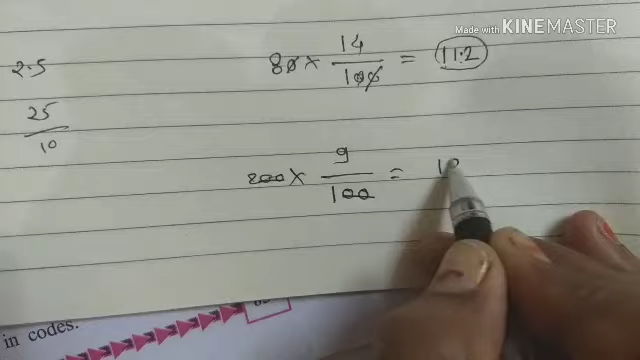 Made with KINEMASTER
2.5
25
10
80 × 14/100 = 11.2
200 × 9/100 = 18
in codes.